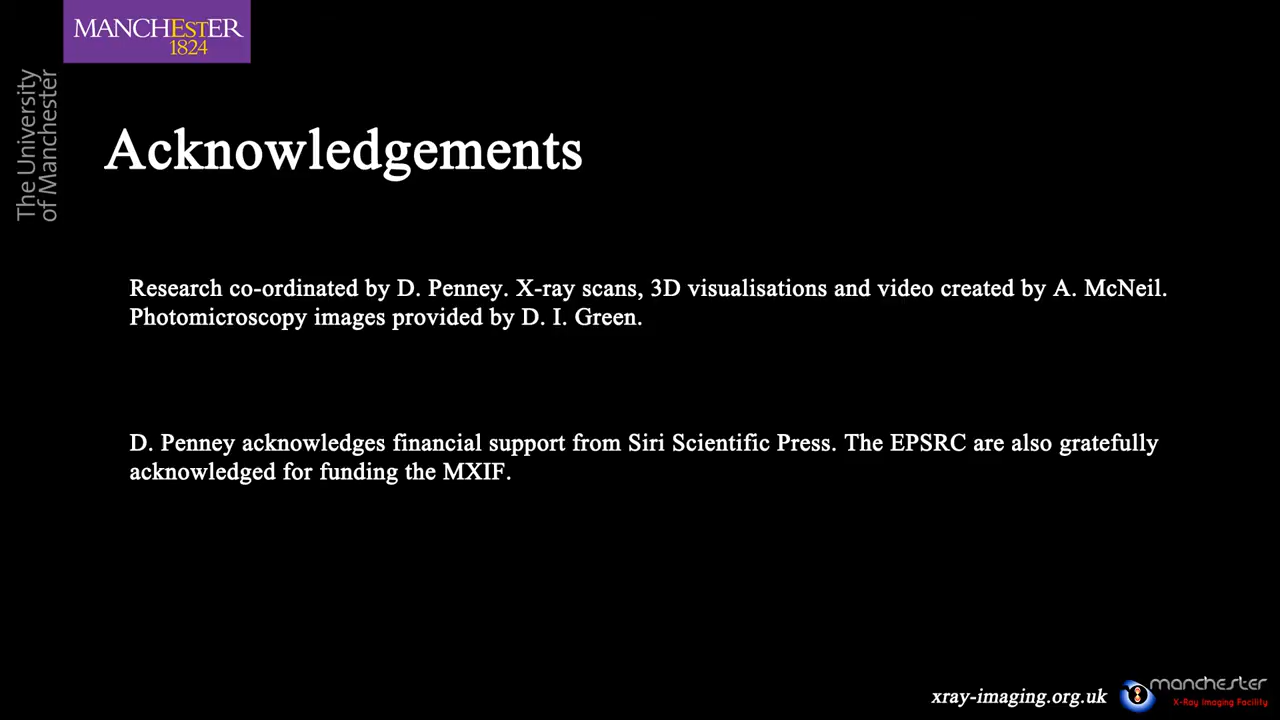 MANCHESTER
1824
The University
of Manchester
Acknowledgements
Research co-ordinated by D. Penney. X-ray scans, 3D visualisations and video created by A. McNeil.
Photomicroscopy images provided by D. I. Green.
D. Penney acknowledges financial support from Siri Scientific Press. The EPSRC are also gratefully
acknowledged for funding the MXIF.
xray-imaging.org.uk
manchester
X-Ray Imaging Facility